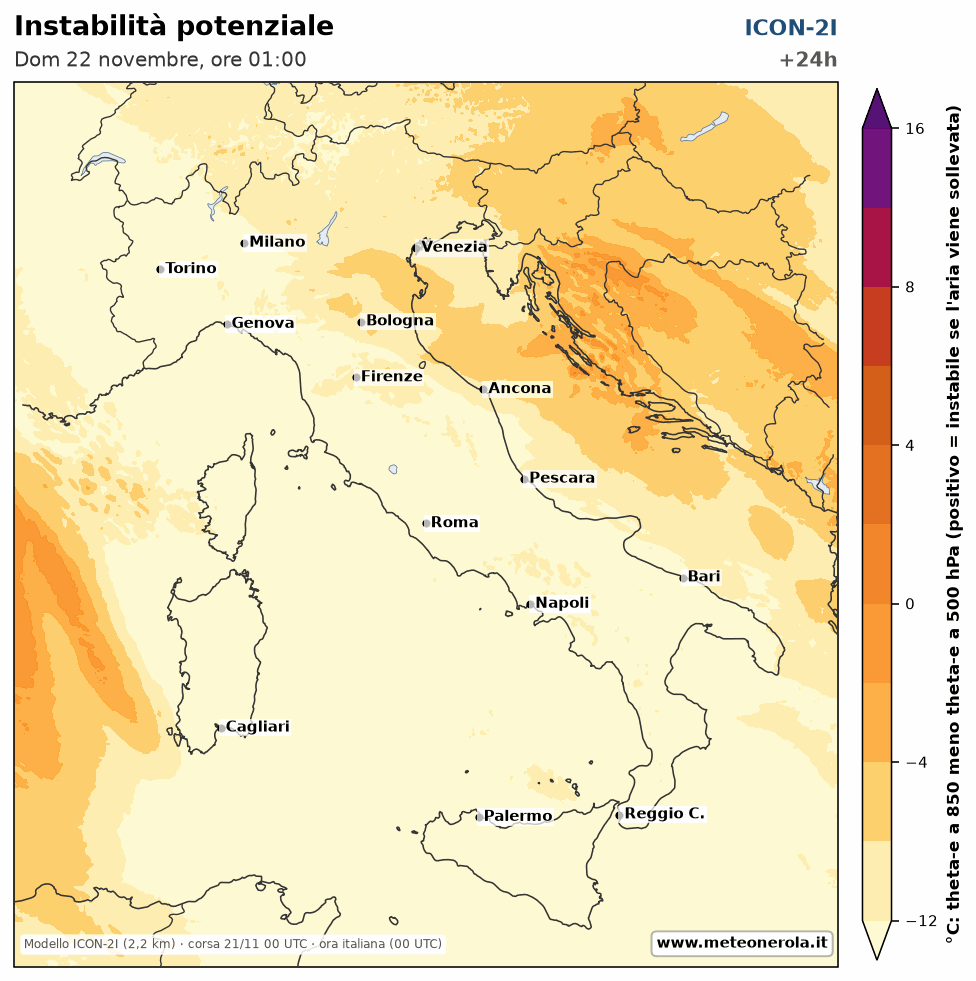 Instabilità potenziale
ICON-2I
Dom 22 novembre, ore 01:00
+24h
16
8
4
0
−4
−12
°C: theta-e a 850 meno theta-e a 500 hPa (positivo = instabile se l'aria viene sollevata)
Milano
Venezia
Torino
Bologna
Genova
Firenze
Ancona
Pescara
Roma
Bari
Napoli
Cagliari
Palermo
Reggio C.
Modello ICON-2I (2,2 km) · corsa 21/11 00 UTC · ora italiana (00 UTC)
www.meteonerola.it